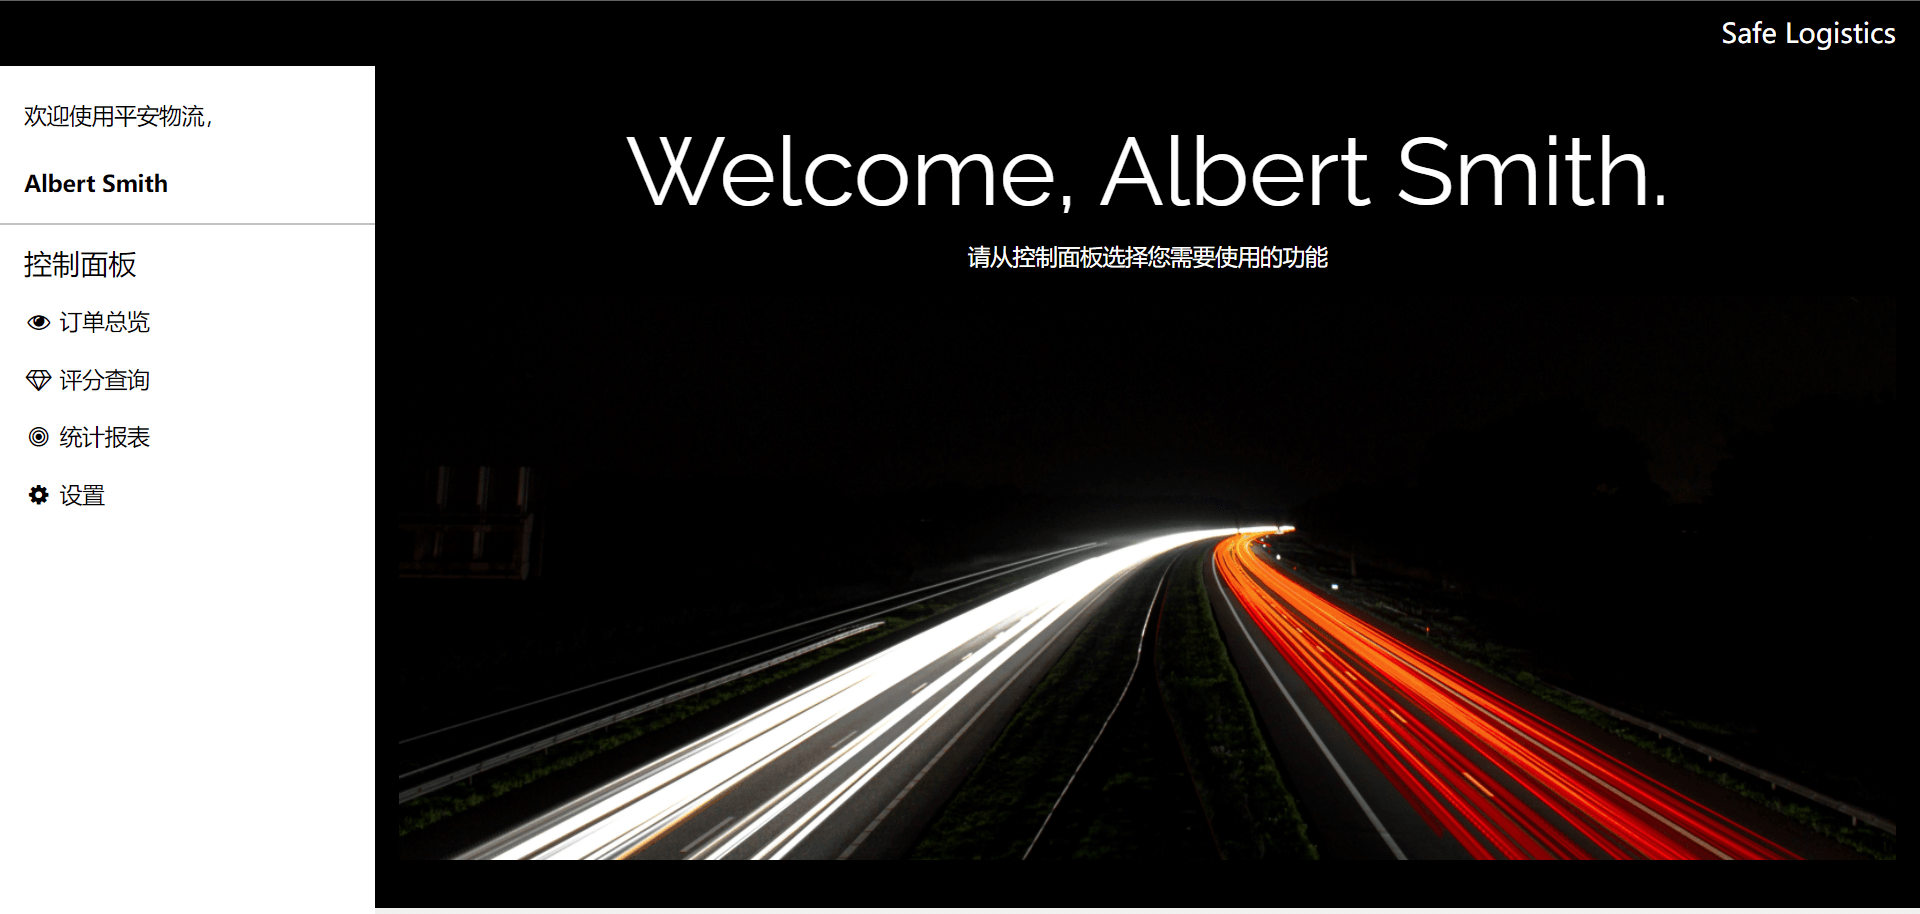 Safe Logistics
欢迎使用平安物流，
Albert Smith
控制面板
订单总览
评分查询
统计报表
设置
Welcome, Albert Smith.
请从控制面板选择您需要使用的功能